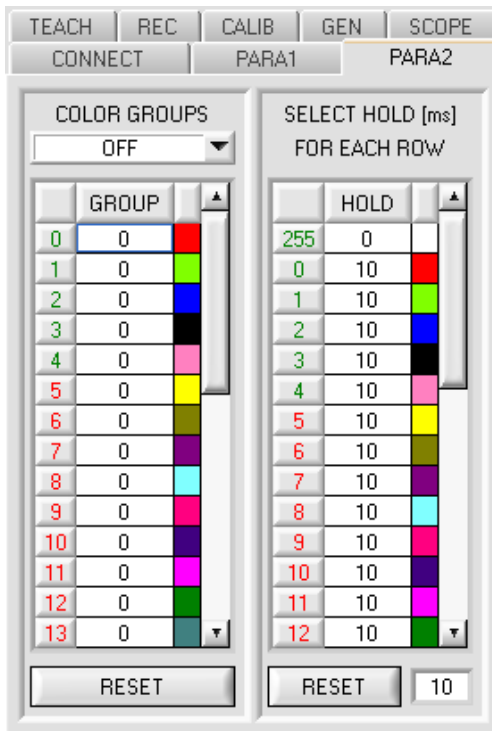 TEACH REC CALIB GEN SCOPE
CONNECT PARA1 PARA2
COLOR GROUPS
OFF
GROUP
0 0
1 0
2 0
3 0
4 0
5 0
6 0
7 0
8 0
9 0
10 0
11 0
12 0
13 0
RESET
SELECT HOLD [ms]
FOR EACH ROW
HOLD
255 0
0 10
1 10
2 10
3 10
4 10
5 10
6 10
7 10
8 10
9 10
10 10
11 10
12 10
RESET 10